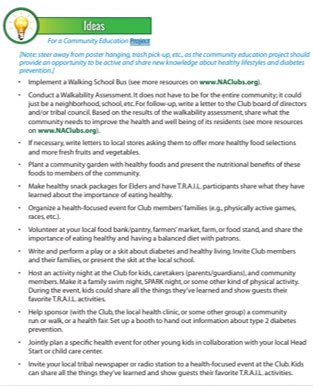 Ideas
For a Community Education Project
[Note: steer away from poster hanging, trash pick-up, etc., as the community education project should
provide an opportunity to be active and share new knowledge about healthy lifestyles and diabetes
prevention.]
• Implement a Walking School Bus (see more resources on www.NAClubs.org).
• Conduct a Walkability Assessment. It does not have to be for the entire community; it could
just be a neighborhood, school, etc. For follow-up, write a letter to the Club board of directors
and/or tribal council. Based on the results of the walkability assessment, share what the
community needs to improve the health and well being of its residents (see more resources
on www.NAClubs.org).
• If necessary, write letters to local stores asking them to offer more healthy food selections
and more fresh fruits and vegetables.
• Plant a community garden with healthy foods and present the nutritional benefits of these
foods to members of the community.
• Make healthy snack packages for Elders and have T.R.A.I.L. participants share what they have
learned about the importance of eating healthy.
• Organize a health-focused event for Club members' families (e.g., physically active games,
races, etc.).
• Volunteer at your local food bank/pantry, farmers' market, farm, or food stand, and share the
importance of eating healthy and having a balanced diet with patrons.
• Write and perform a play or a skit about diabetes and healthy living. Invite Club members
and their families, or present the skit at the local school.
• Host an activity night at the Club for kids, caretakers (parents/guardians), and community
members. Make it a family swim night, SPARK night, or some other kind of physical activity.
During the event, kids could share all the things they've learned and show guests their
favorite T.R.A.I.L. activities.
• Help sponsor (with the Club, the local health clinic, or some other group) a community
run or walk, or a health fair. Set up a booth to hand out information about type 2 diabetes
prevention.
• Jointly plan a specific health event for other young kids in collaboration with your local Head
Start or child care center.
• Invite your local tribal newspaper or radio station to a health-focused event at the Club. Kids
can share all the things they've learned and show guests their favorite T.R.A.I.L. activities.